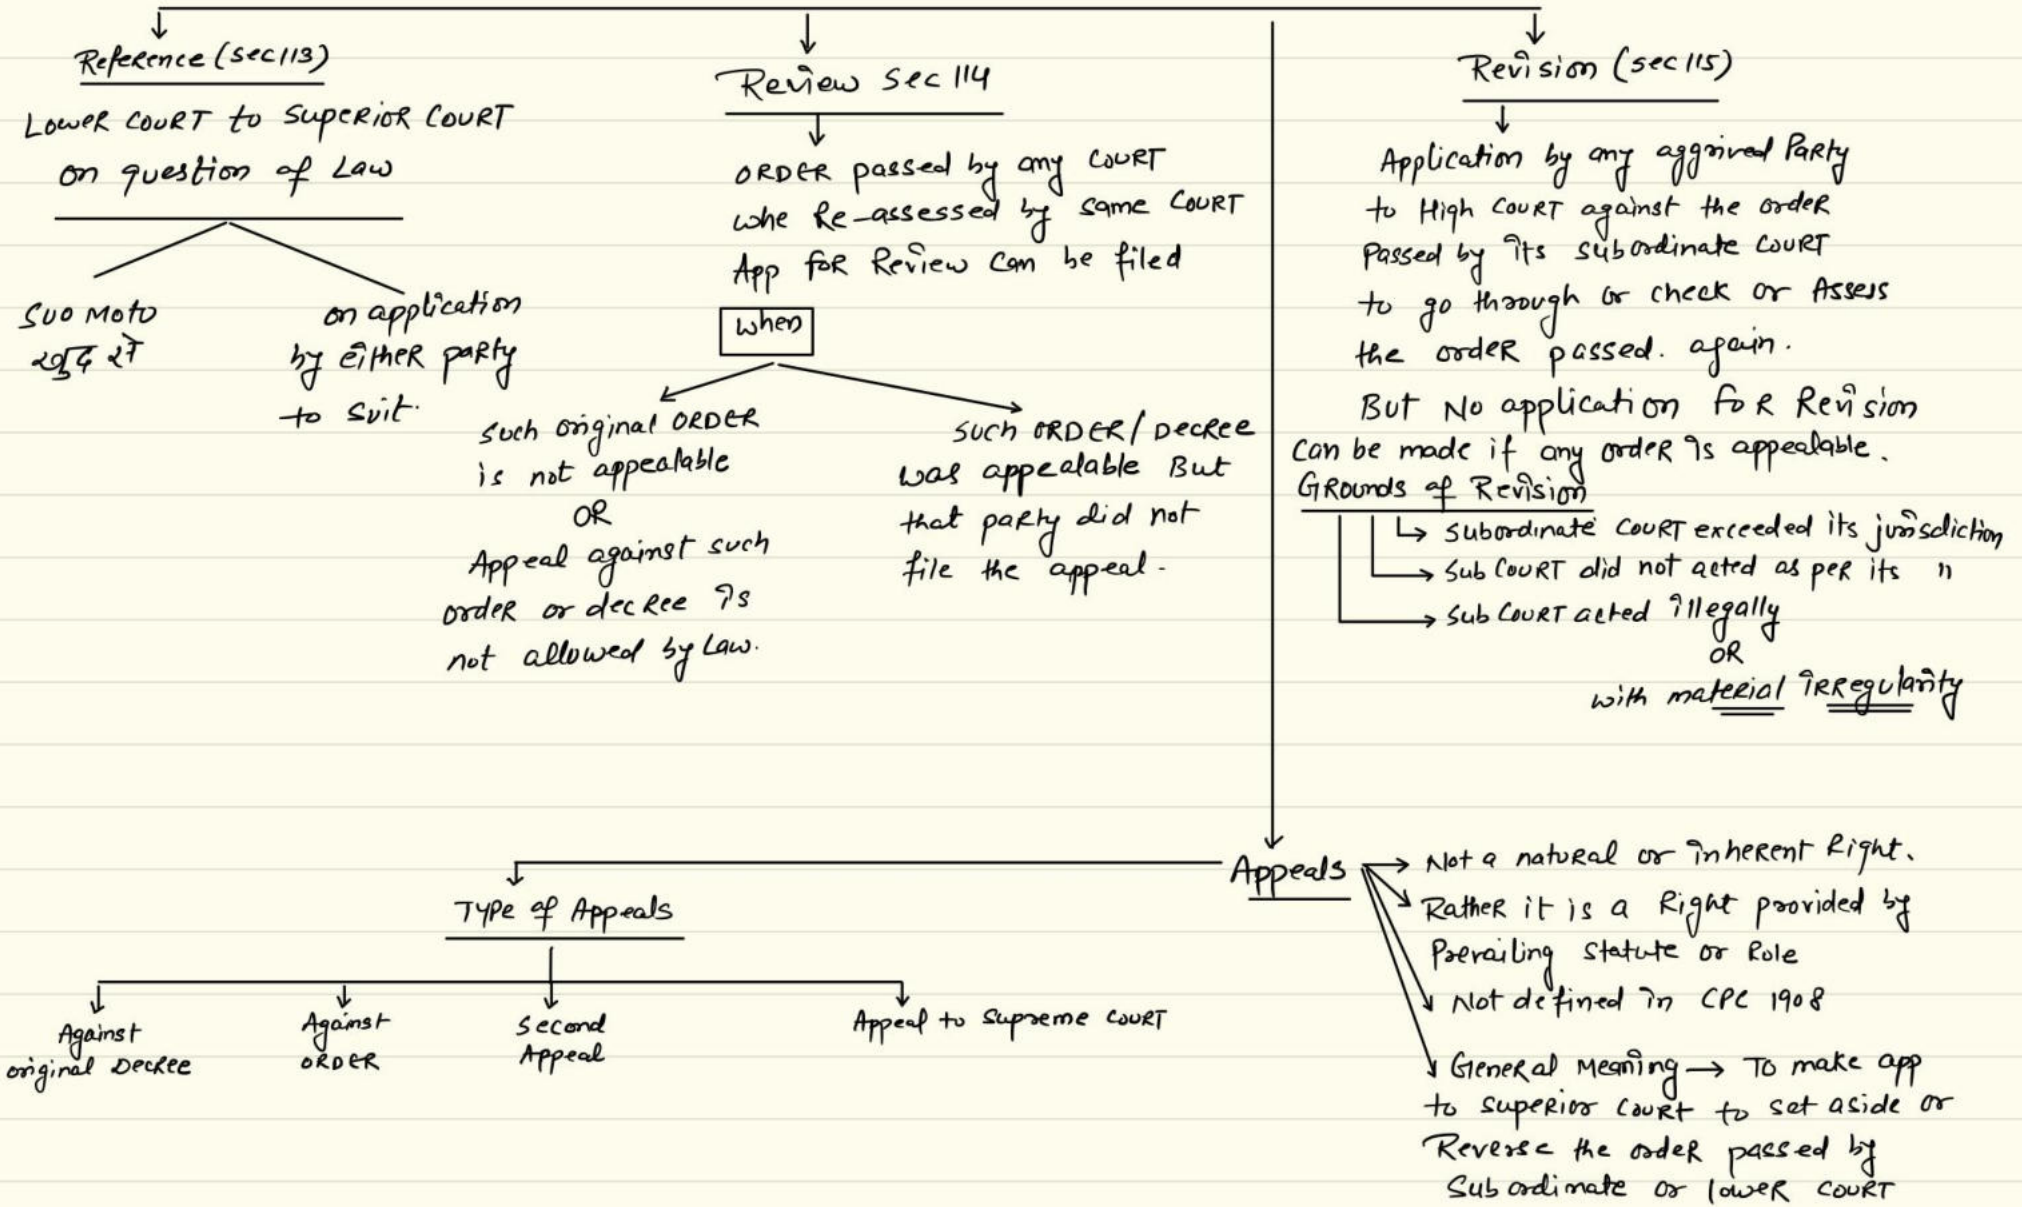 Reference (sec 113)
Lower court to superior court
on question of Law
Suo Moto
खुद से
on application
by either party
to suit.
Review sec 114
ORDER passed by any court
whe Re-assessed by same court
App for Review can be filed
when
such original ORDER
is not appealable
OR
Appeal against such
order or decree is
not allowed by Law.
such ORDER/Decree
was appealable But
that party did not
file the appeal.
Revision (sec 115)
Application by any aggrived Party
to High court against the order
Passed by its subordinate court
to go through or check or Assess
the order passed. again.
But No application for Revision
can be made if any order is appealable.
Grounds of Revision
Subordinate court exceeded its jurisdiction
Sub court did not acted as per its "
Sub court acted illegally
OR
with material irregularity
Appeals
Not a natural or inherent Right.
Rather it is a Right provided by
Prevailing statute or Role
Not defined in CPC 1908
General Meaning → To make app
to superior court to set aside or
Reverse the order passed by
Subordinate or lower court
Type of Appeals
Against
original Decree
Against
ORDER
Second
Appeal
Appeal to Supreme court